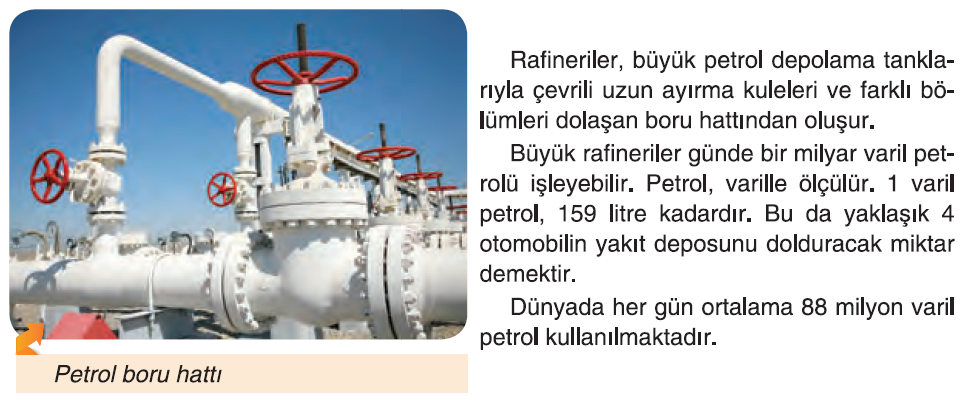 Rafineriler, büyük petrol depolama tankla-
rıyla çevrili uzun ayırma kuleleri ve farklı bö-
lümleri dolaşan boru hattından oluşur.
Büyük rafineriler günde bir milyar varil pet-
rolü işleyebilir. Petrol, varille ölçülür. 1 varil
petrol, 159 litre kadardır. Bu da yaklaşık 4
otomobilin yakıt deposunu dolduracak miktar
demektir.
Dünyada her gün ortalama 88 milyon varil
petrol kullanılmaktadır.
Petrol boru hattı